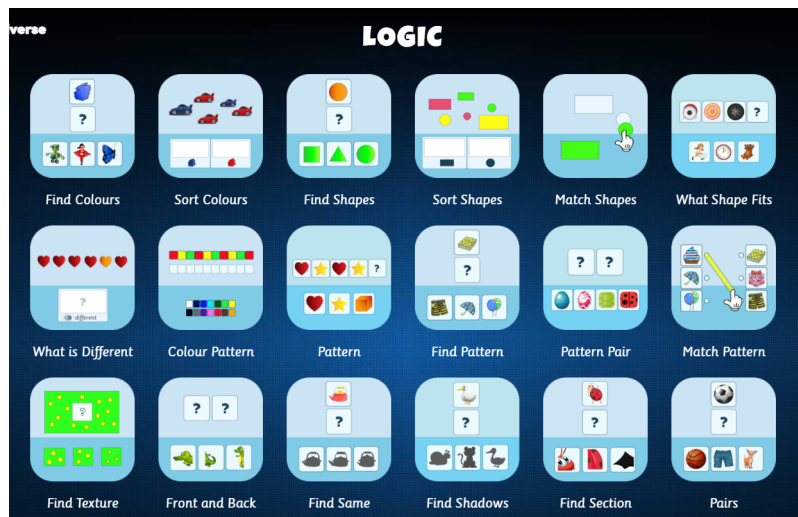 verse
LOGIC
Find Colours
Sort Colours
Find Shapes
Sort Shapes
Match Shapes
What Shape Fits
What is Different
Colour Pattern
Pattern
Find Pattern
Pattern Pair
Match Pattern
Find Texture
Front and Back
Find Same
Find Shadows
Find Section
Pairs
?
?
?
?
different
?
?
? ?
?
? ?
?
?
?
?